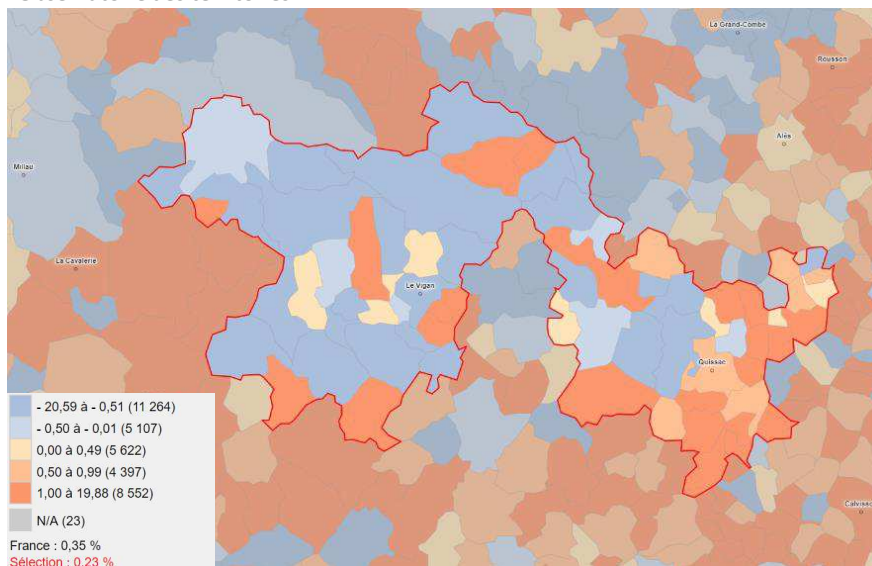 La Grand-Combe
Rousson
Alès
Millau
La Cavalerie
Le Vigan
Quissac
Calvisson
- 20,59 à - 0,51 (11 264)
- 0,50 à - 0,01 (5 107)
0,00 à 0,49 (5 622)
0,50 à 0,99 (4 397)
1,00 à 19,88 (8 552)
N/A (23)
France : 0,35 %
Sélection : 0,23 %